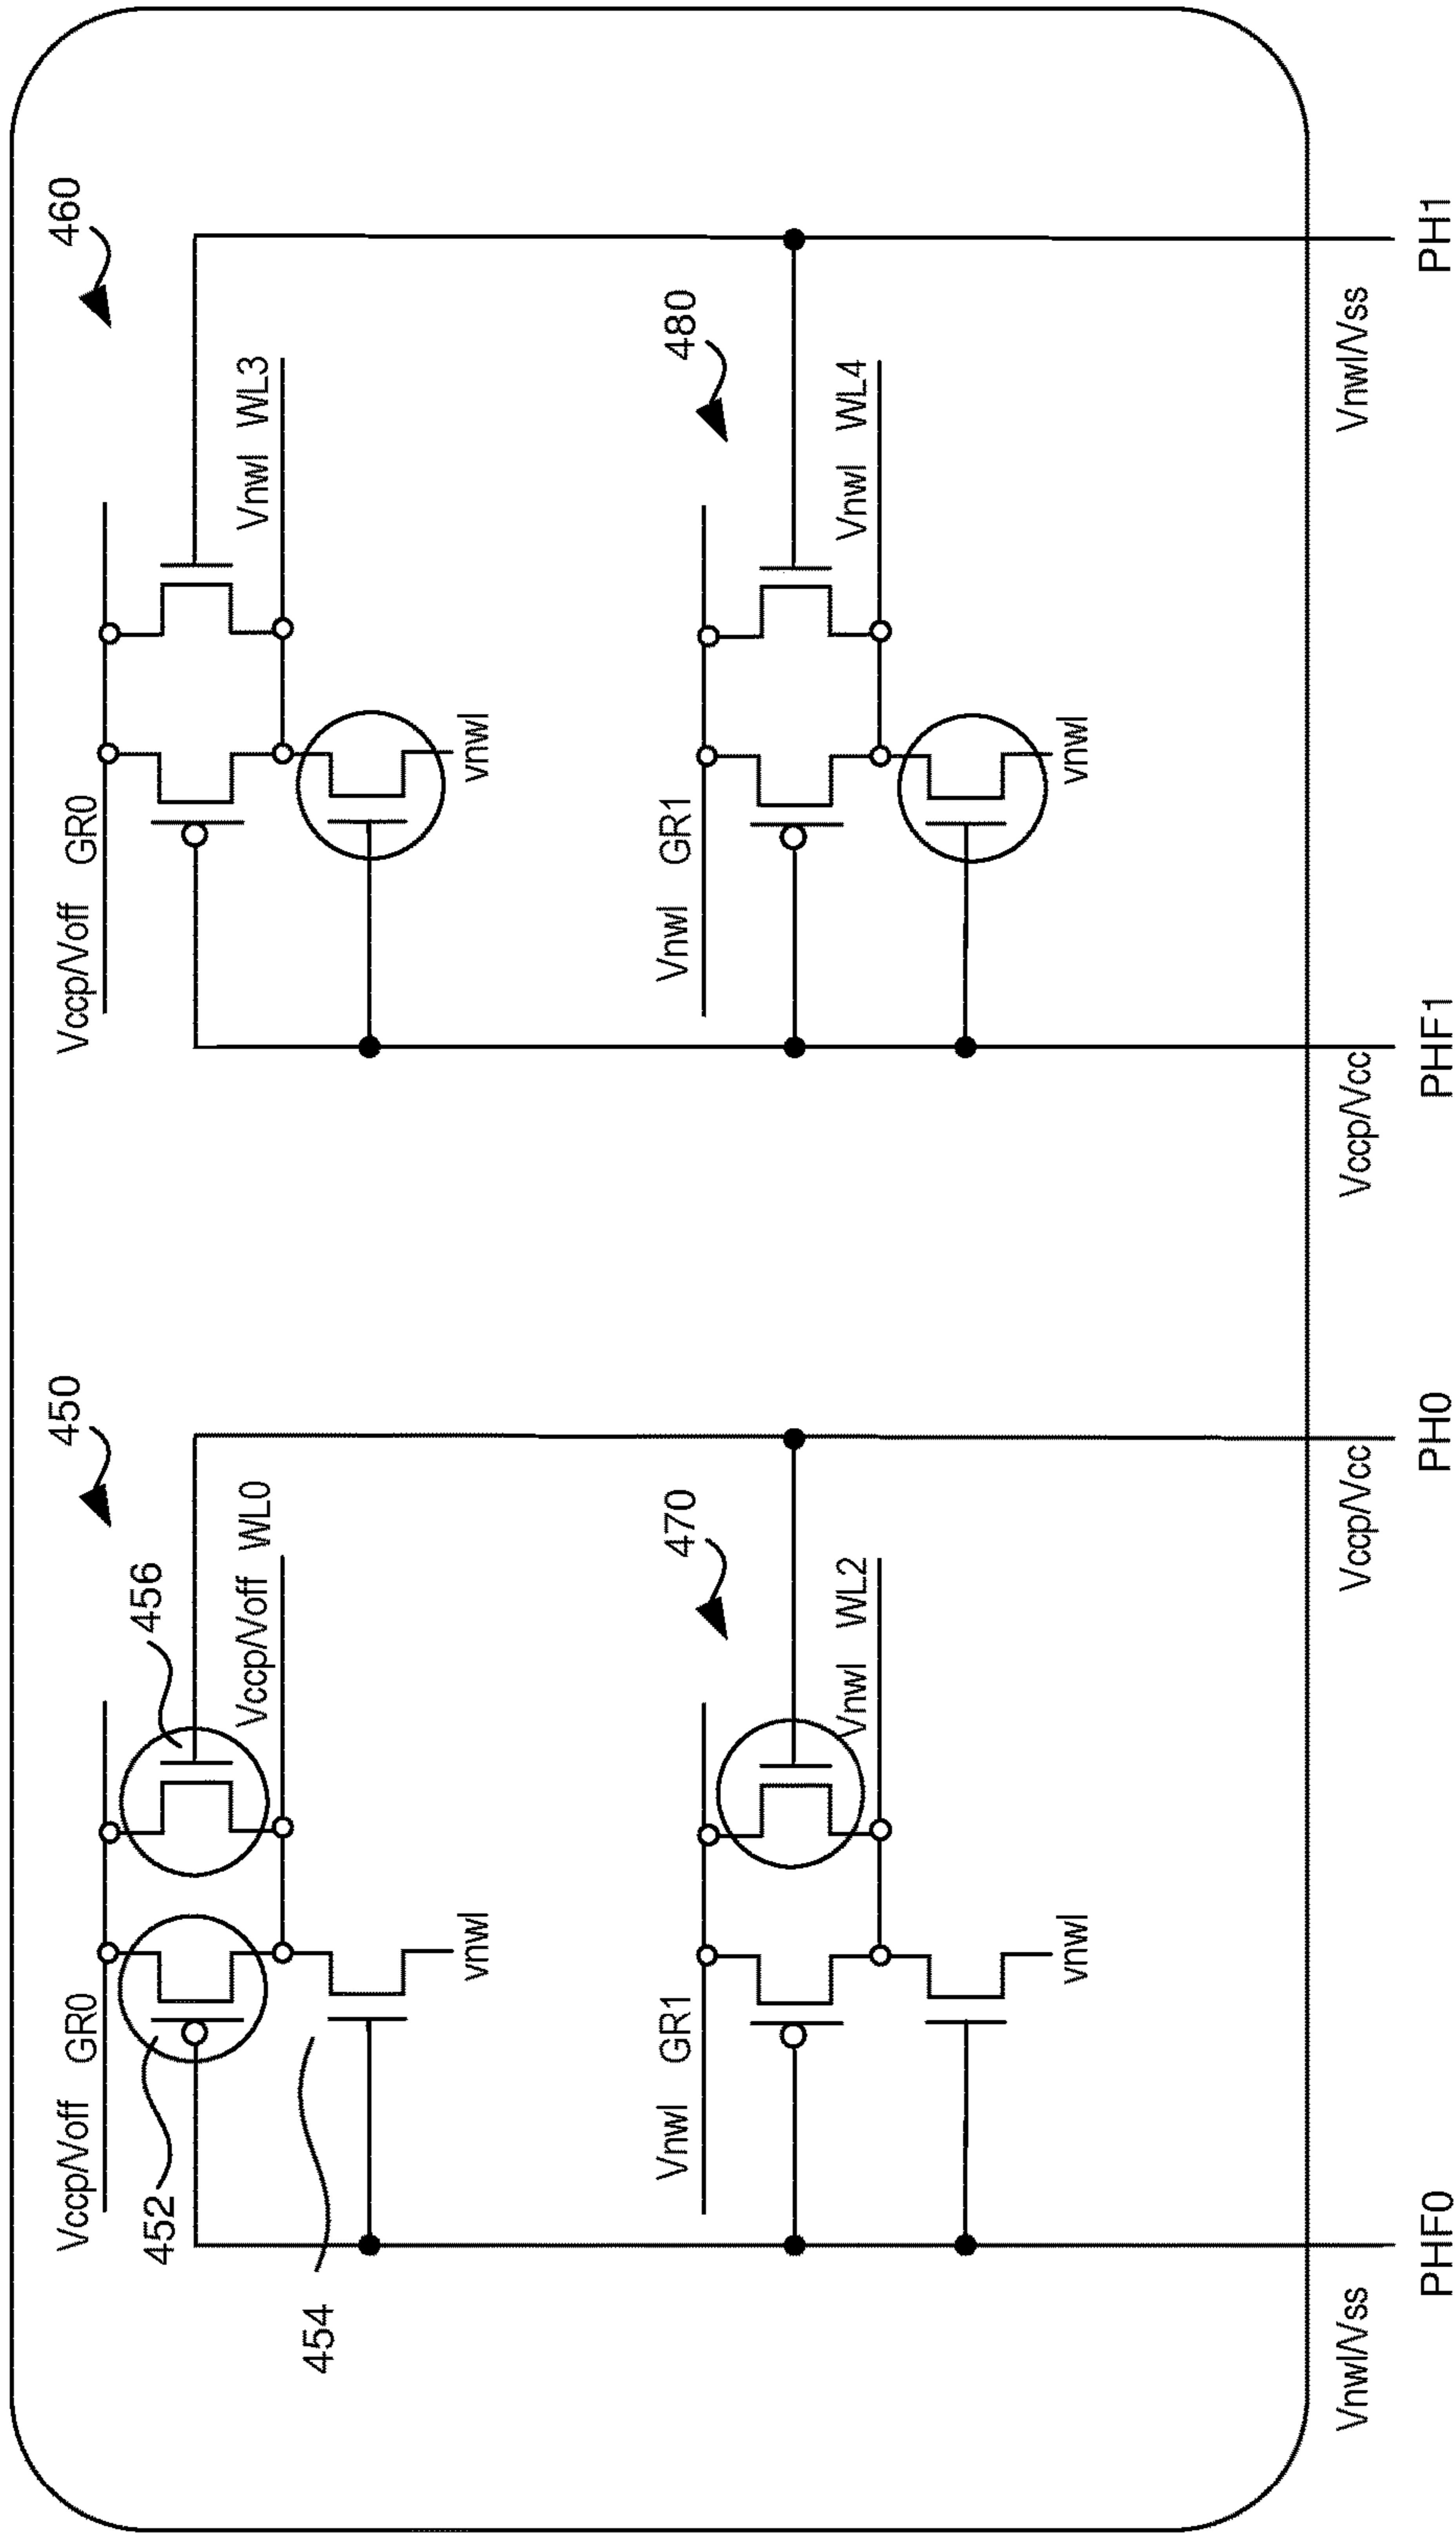 450
460
Vccp/Voff GR0
456
Vccp/Voff WL0
452
454
vnwl
Vccp/Voff GR0
Vnwl WL3
vnwl
470
480
Vnwl GR1
Vnwl WL2
vnwl
Vnwl GR1
Vnwl WL4
vnwl
Vnwl/Vss
Vccp/Vcc
Vccp/Vcc
Vnwl/Vss
PHF0
PH0
PHF1
PH1